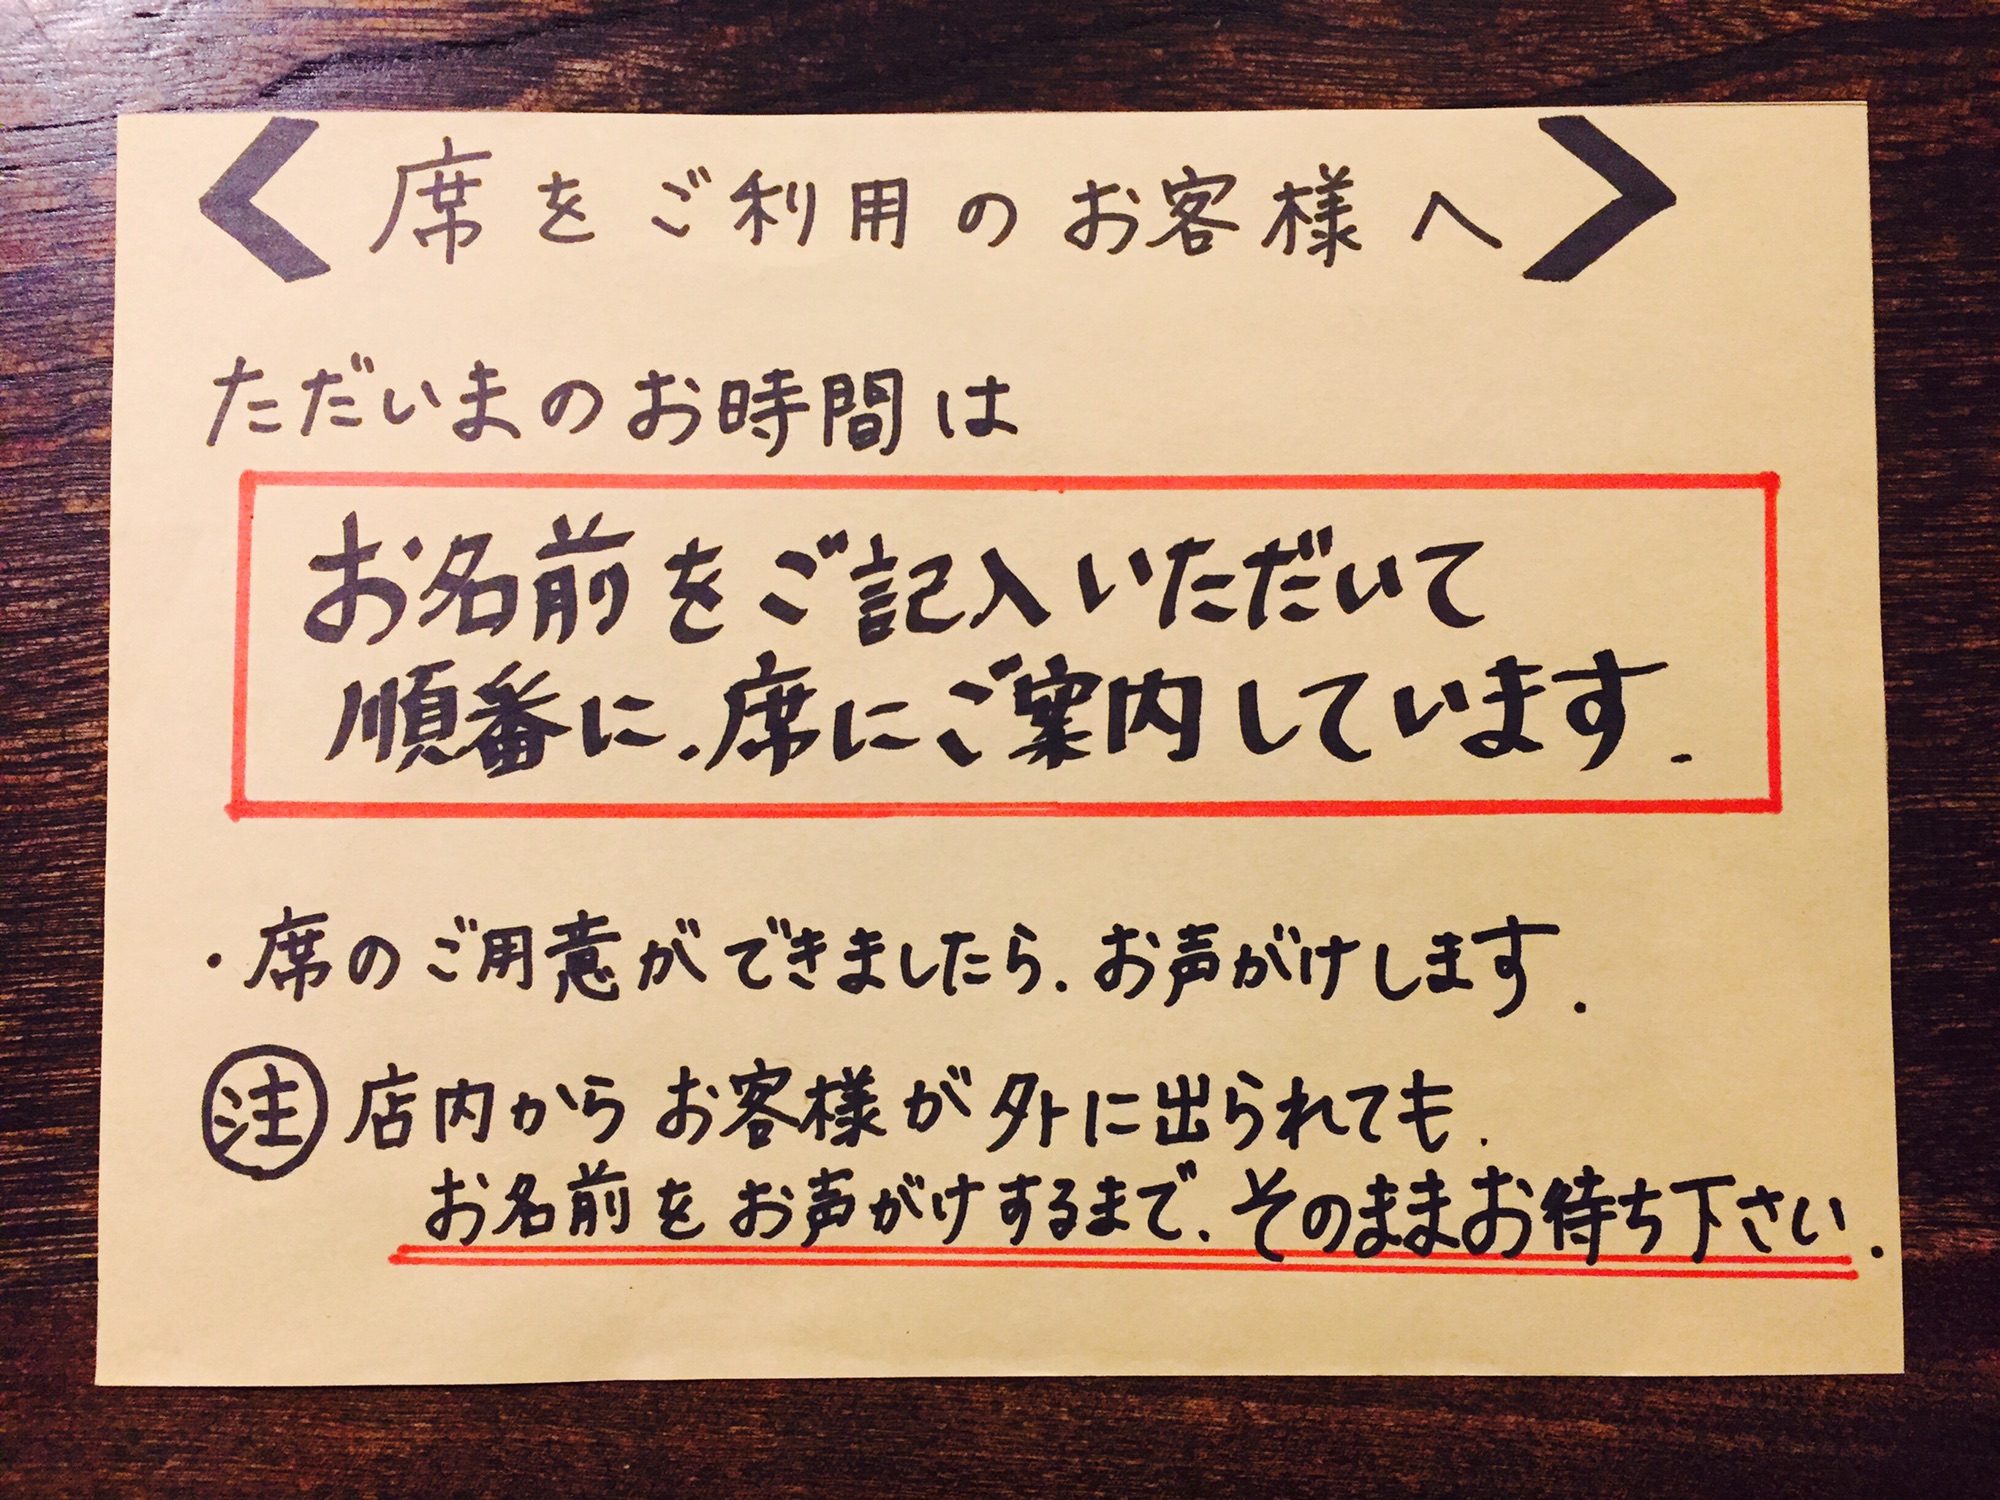 <席をご利用のお客様へ>
ただいまのお時間は
お名前をご記入いただいて
順番に、席にご案内しています.
・席のご用意ができましたら、お声がけします.
㊟店内からお客様が外に出られても、
お名前をお声がけするまで、そのままお待ち下さい.